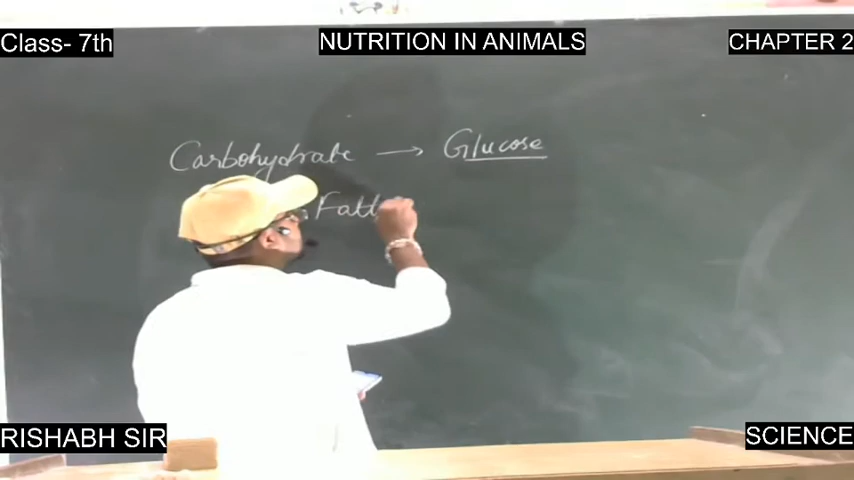 Class- 7th
NUTRITION IN ANIMALS
CHAPTER 2
Carbohydrate → Glucose
Fatt
RISHABH SIR
SCIENCE